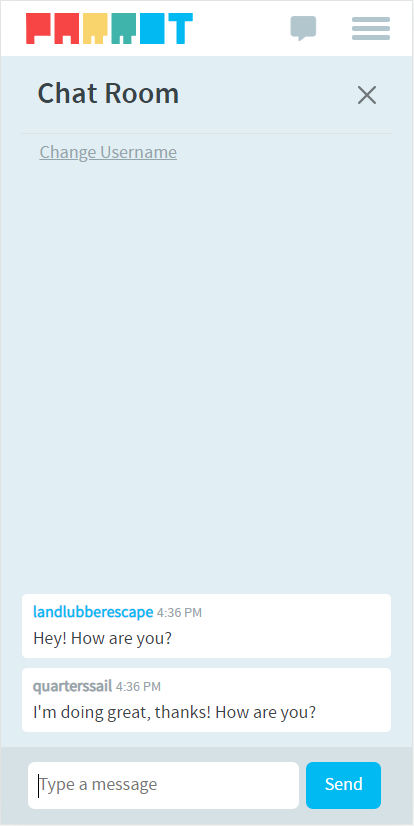 PARROT
Chat Room
Change Username
landlubberescape 4:36 PM
Hey! How are you?
quarterssail 4:36 PM
I'm doing great, thanks! How are you?
Type a message
Send